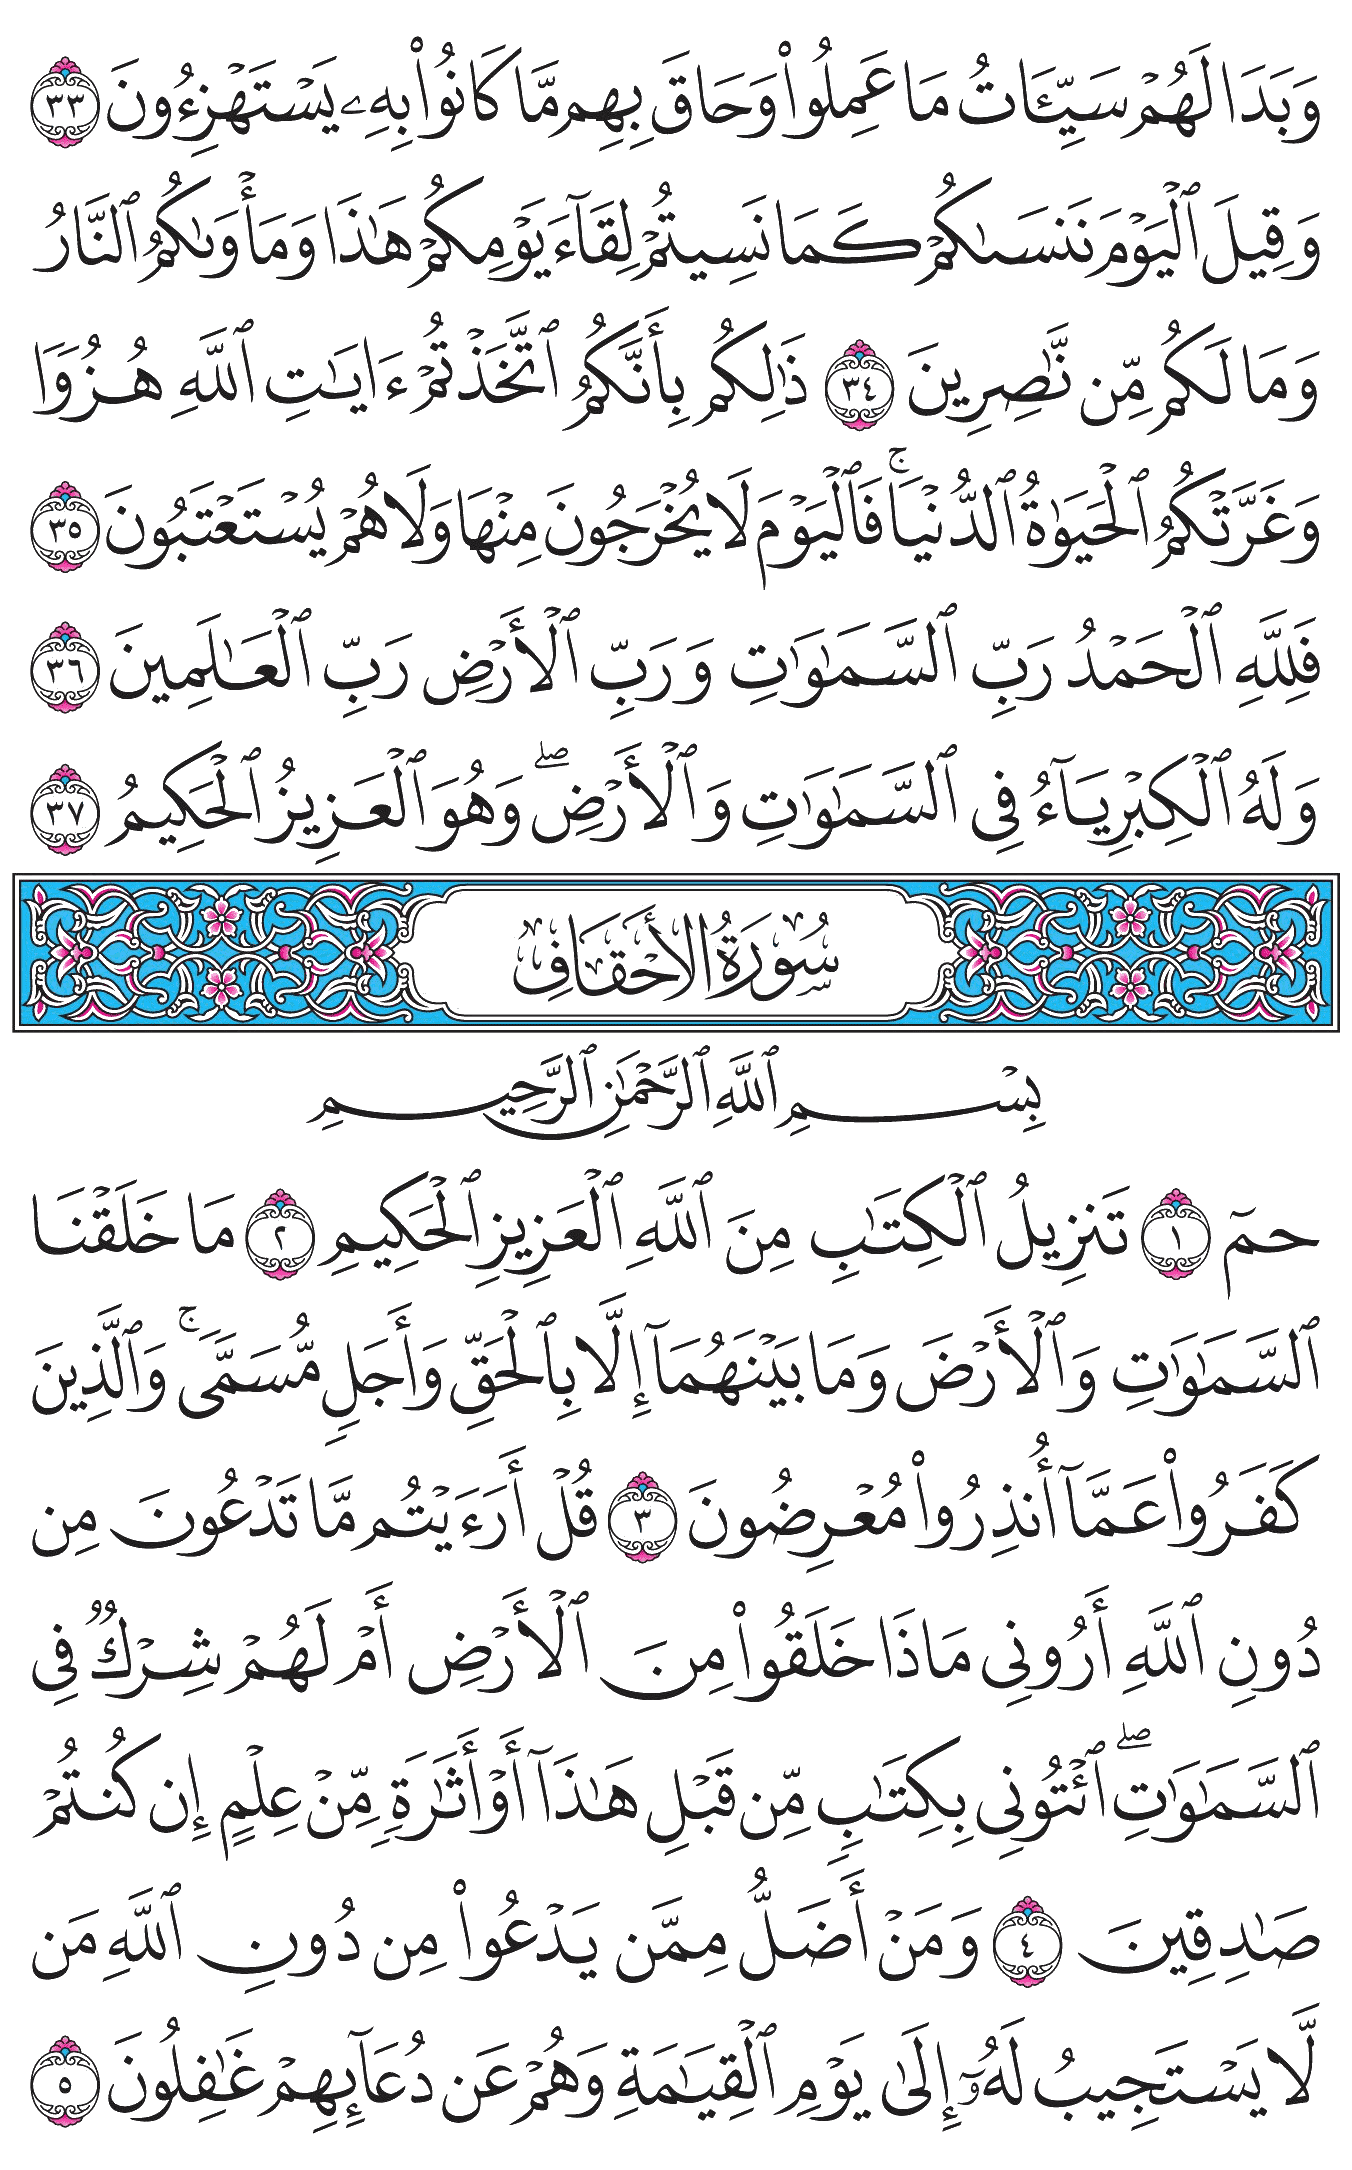 وَبَدَا لَهُمْ سَيِّـَٔاتُ مَا عَمِلُوا۟ وَحَاقَ بِهِم مَّا كَانُوا۟ بِهِۦ يَسْتَهْزِءُونَ ٣٣
وَقِيلَ ٱلْيَوْمَ نَنسَىٰكُمْ كَمَا نَسِيتُمْ لِقَآءَ يَوْمِكُمْ هَـٰذَا وَمَأْوَىٰكُمُ ٱلنَّارُ
وَمَا لَكُم مِّن نَّـٰصِرِينَ ٣٤ ذَٰلِكُم بِأَنَّكُمُ ٱتَّخَذْتُمْ ءَايَـٰتِ ٱللَّهِ هُزُوًا
وَغَرَّتْكُمُ ٱلْحَيَوٰةُ ٱلدُّنْيَا ۚ فَٱلْيَوْمَ لَا يُخْرَجُونَ مِنْهَا وَلَا هُمْ يُسْتَعْتَبُونَ ٣٥
فَلِلَّهِ ٱلْحَمْدُ رَبِّ ٱلسَّمَـٰوَٰتِ وَرَبِّ ٱلْأَرْضِ رَبِّ ٱلْعَـٰلَمِينَ ٣٦
وَلَهُ ٱلْكِبْرِيَآءُ فِى ٱلسَّمَـٰوَٰتِ وَٱلْأَرْضِ ۖ وَهُوَ ٱلْعَزِيزُ ٱلْحَكِيمُ ٣٧
سُورَةُ الأَحْقَافِ
بِسْمِ ٱللَّهِ ٱلرَّحْمَـٰنِ ٱلرَّحِيمِ
حمٓ ١ تَنزِيلُ ٱلْكِتَـٰبِ مِنَ ٱللَّهِ ٱلْعَزِيزِ ٱلْحَكِيمِ ٢ مَا خَلَقْنَا
ٱلسَّمَـٰوَٰتِ وَٱلْأَرْضَ وَمَا بَيْنَهُمَآ إِلَّا بِٱلْحَقِّ وَأَجَلٍ مُّسَمًّى ۚ وَٱلَّذِينَ
كَفَرُوا۟ عَمَّآ أُنذِرُوا۟ مُعْرِضُونَ ٣ قُلْ أَرَءَيْتُم مَّا تَدْعُونَ مِن
دُونِ ٱللَّهِ أَرُونِى مَاذَا خَلَقُوا۟ مِنَ ٱلْأَرْضِ أَمْ لَهُمْ شِرْكٌ فِى
ٱلسَّمَـٰوَٰتِ ۖ ٱئْتُونِى بِكِتَـٰبٍ مِّن قَبْلِ هَـٰذَآ أَوْ أَثَـٰرَةٍ مِّنْ عِلْمٍ إِن كُنتُمْ
صَـٰدِقِينَ ٤ وَمَنْ أَضَلُّ مِمَّن يَدْعُوا۟ مِن دُونِ ٱللَّهِ مَن
لَّا يَسْتَجِيبُ لَهُۥٓ إِلَىٰ يَوْمِ ٱلْقِيَـٰمَةِ وَهُمْ عَن دُعَآئِهِمْ غَـٰفِلُونَ ٥